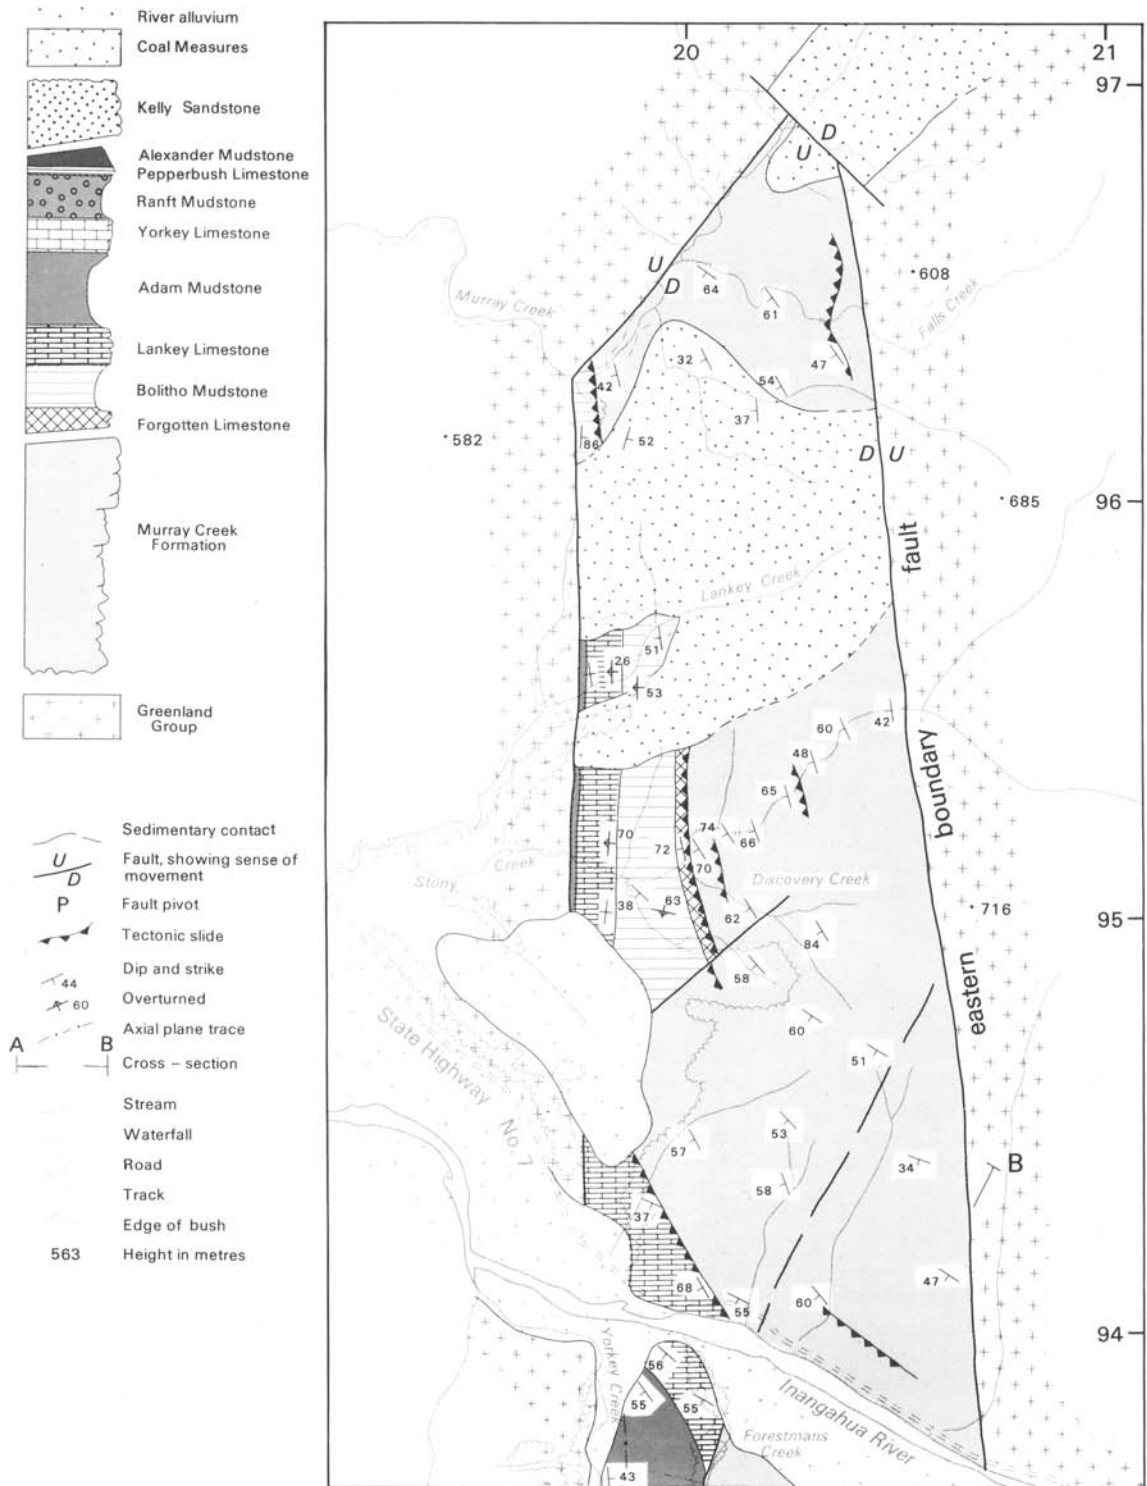 River alluvium
Coal Measures
Kelly Sandstone
Alexander Mudstone
Pepperbush Limestone
Ranft Mudstone
Yorkey Limestone
Adam Mudstone
Lankey Limestone
Bolitho Mudstone
Forgotten Limestone
Murray Creek
Formation
Greenland
Group
Sedimentary contact
U
D
Fault, showing sense of
movement
P
Fault pivot
Tectonic slide
44
Dip and strike
60
Overturned
Axial plane trace
A B
Cross – section
Stream
Waterfall
Road
Track
Edge of bush
563
Height in metres
20
21
97
D
U
U
D
64
608
Murray Creek
61
Falls Creek
32
47
42
54
37
582
86
52
D U
685
96
fault
Lankey Creek
51
26
53
42
60
48
boundary
65
70
74
72
66
Creek
Stony
70
Discovery Creek
38
63
62
716
95
84
58
eastern
60
State Highway
No. 7
51
53
57
34
B
58
37
47
68
55
60
94
Yorkey Creek
56
55
55
Inangahua River
Forestmans
Creek
43